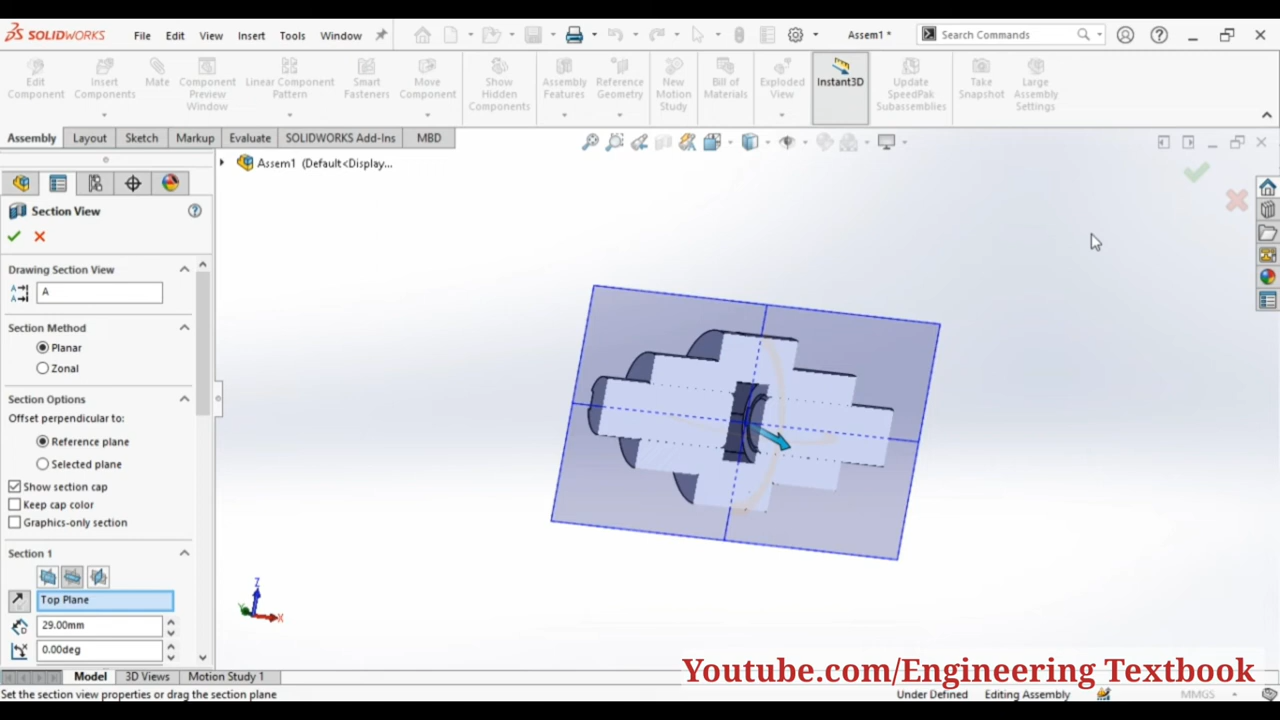 SOLIDWORKS File Edit View Insert Tools Window Assem1 * Search Commands
Edit Component
Insert Components
Mate
Component Preview Window
Linear Component Pattern
Smart Fasteners
Move Component
Show Hidden Components
Assembly Features
Reference Geometry
New Motion Study
Bill of Materials
Exploded View
Instant3D
Update SpeedPak Subassemblies
Take Snapshot
Large Assembly Settings
Assembly Layout Sketch Markup Evaluate SOLIDWORKS Add-Ins MBD
Assem1 (Default<Display...
Section View
Drawing Section View
A
Section Method
Planar
Zonal
Section Options
Offset perpendicular to:
Reference plane
Selected plane
Show section cap
Keep cap color
Graphics-only section
Section 1
Top Plane
29.00mm
0.00deg
Z
Y
X
Model 3D Views Motion Study 1
Youtube.com/Engineering Textbook
Set the section view properties or drag the section plane
Under Defined Editing Assembly MMGS